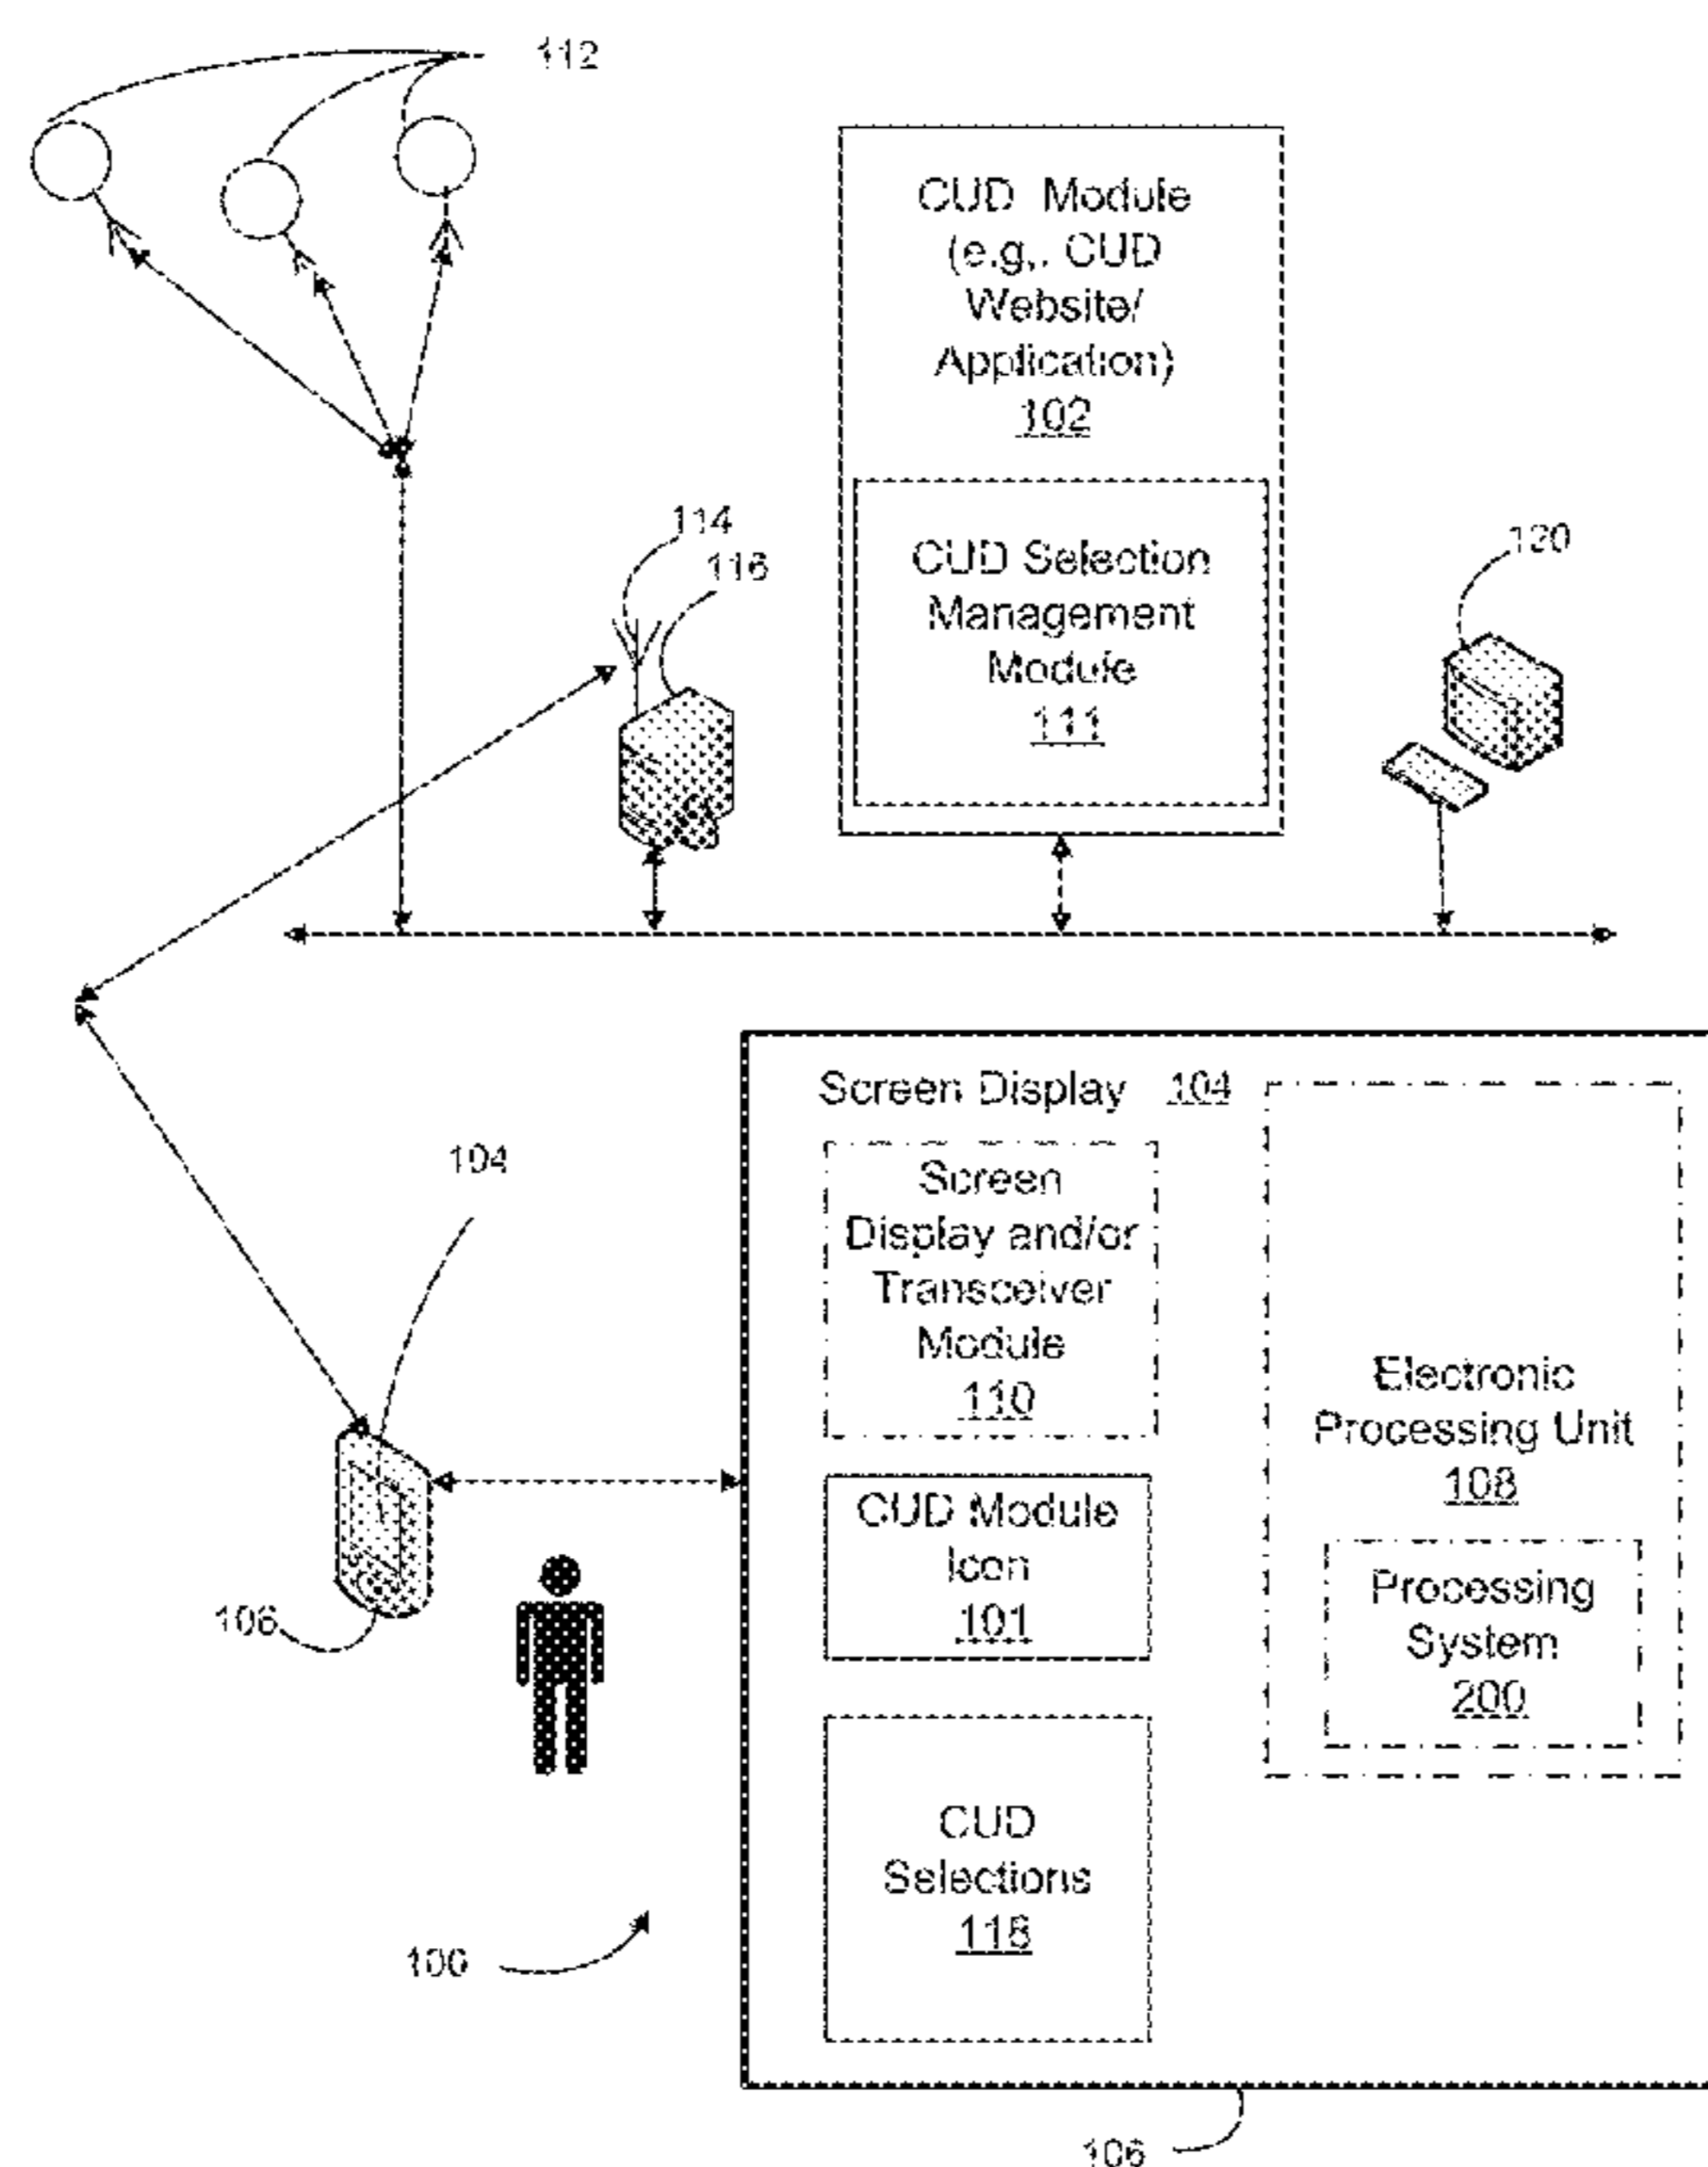 112
CUD Module
(e.g,. CUD
Website/
Application)
102
114
116
CUD Selection
Management
Module
111
120
Screen Display 104
104
Screen
Display and/or
Transceiver
Module
110
Electronic
Processing Unit
108
CUD Module
Icon
101
Processing
System
200
106
CUD
Selections
118
100
106